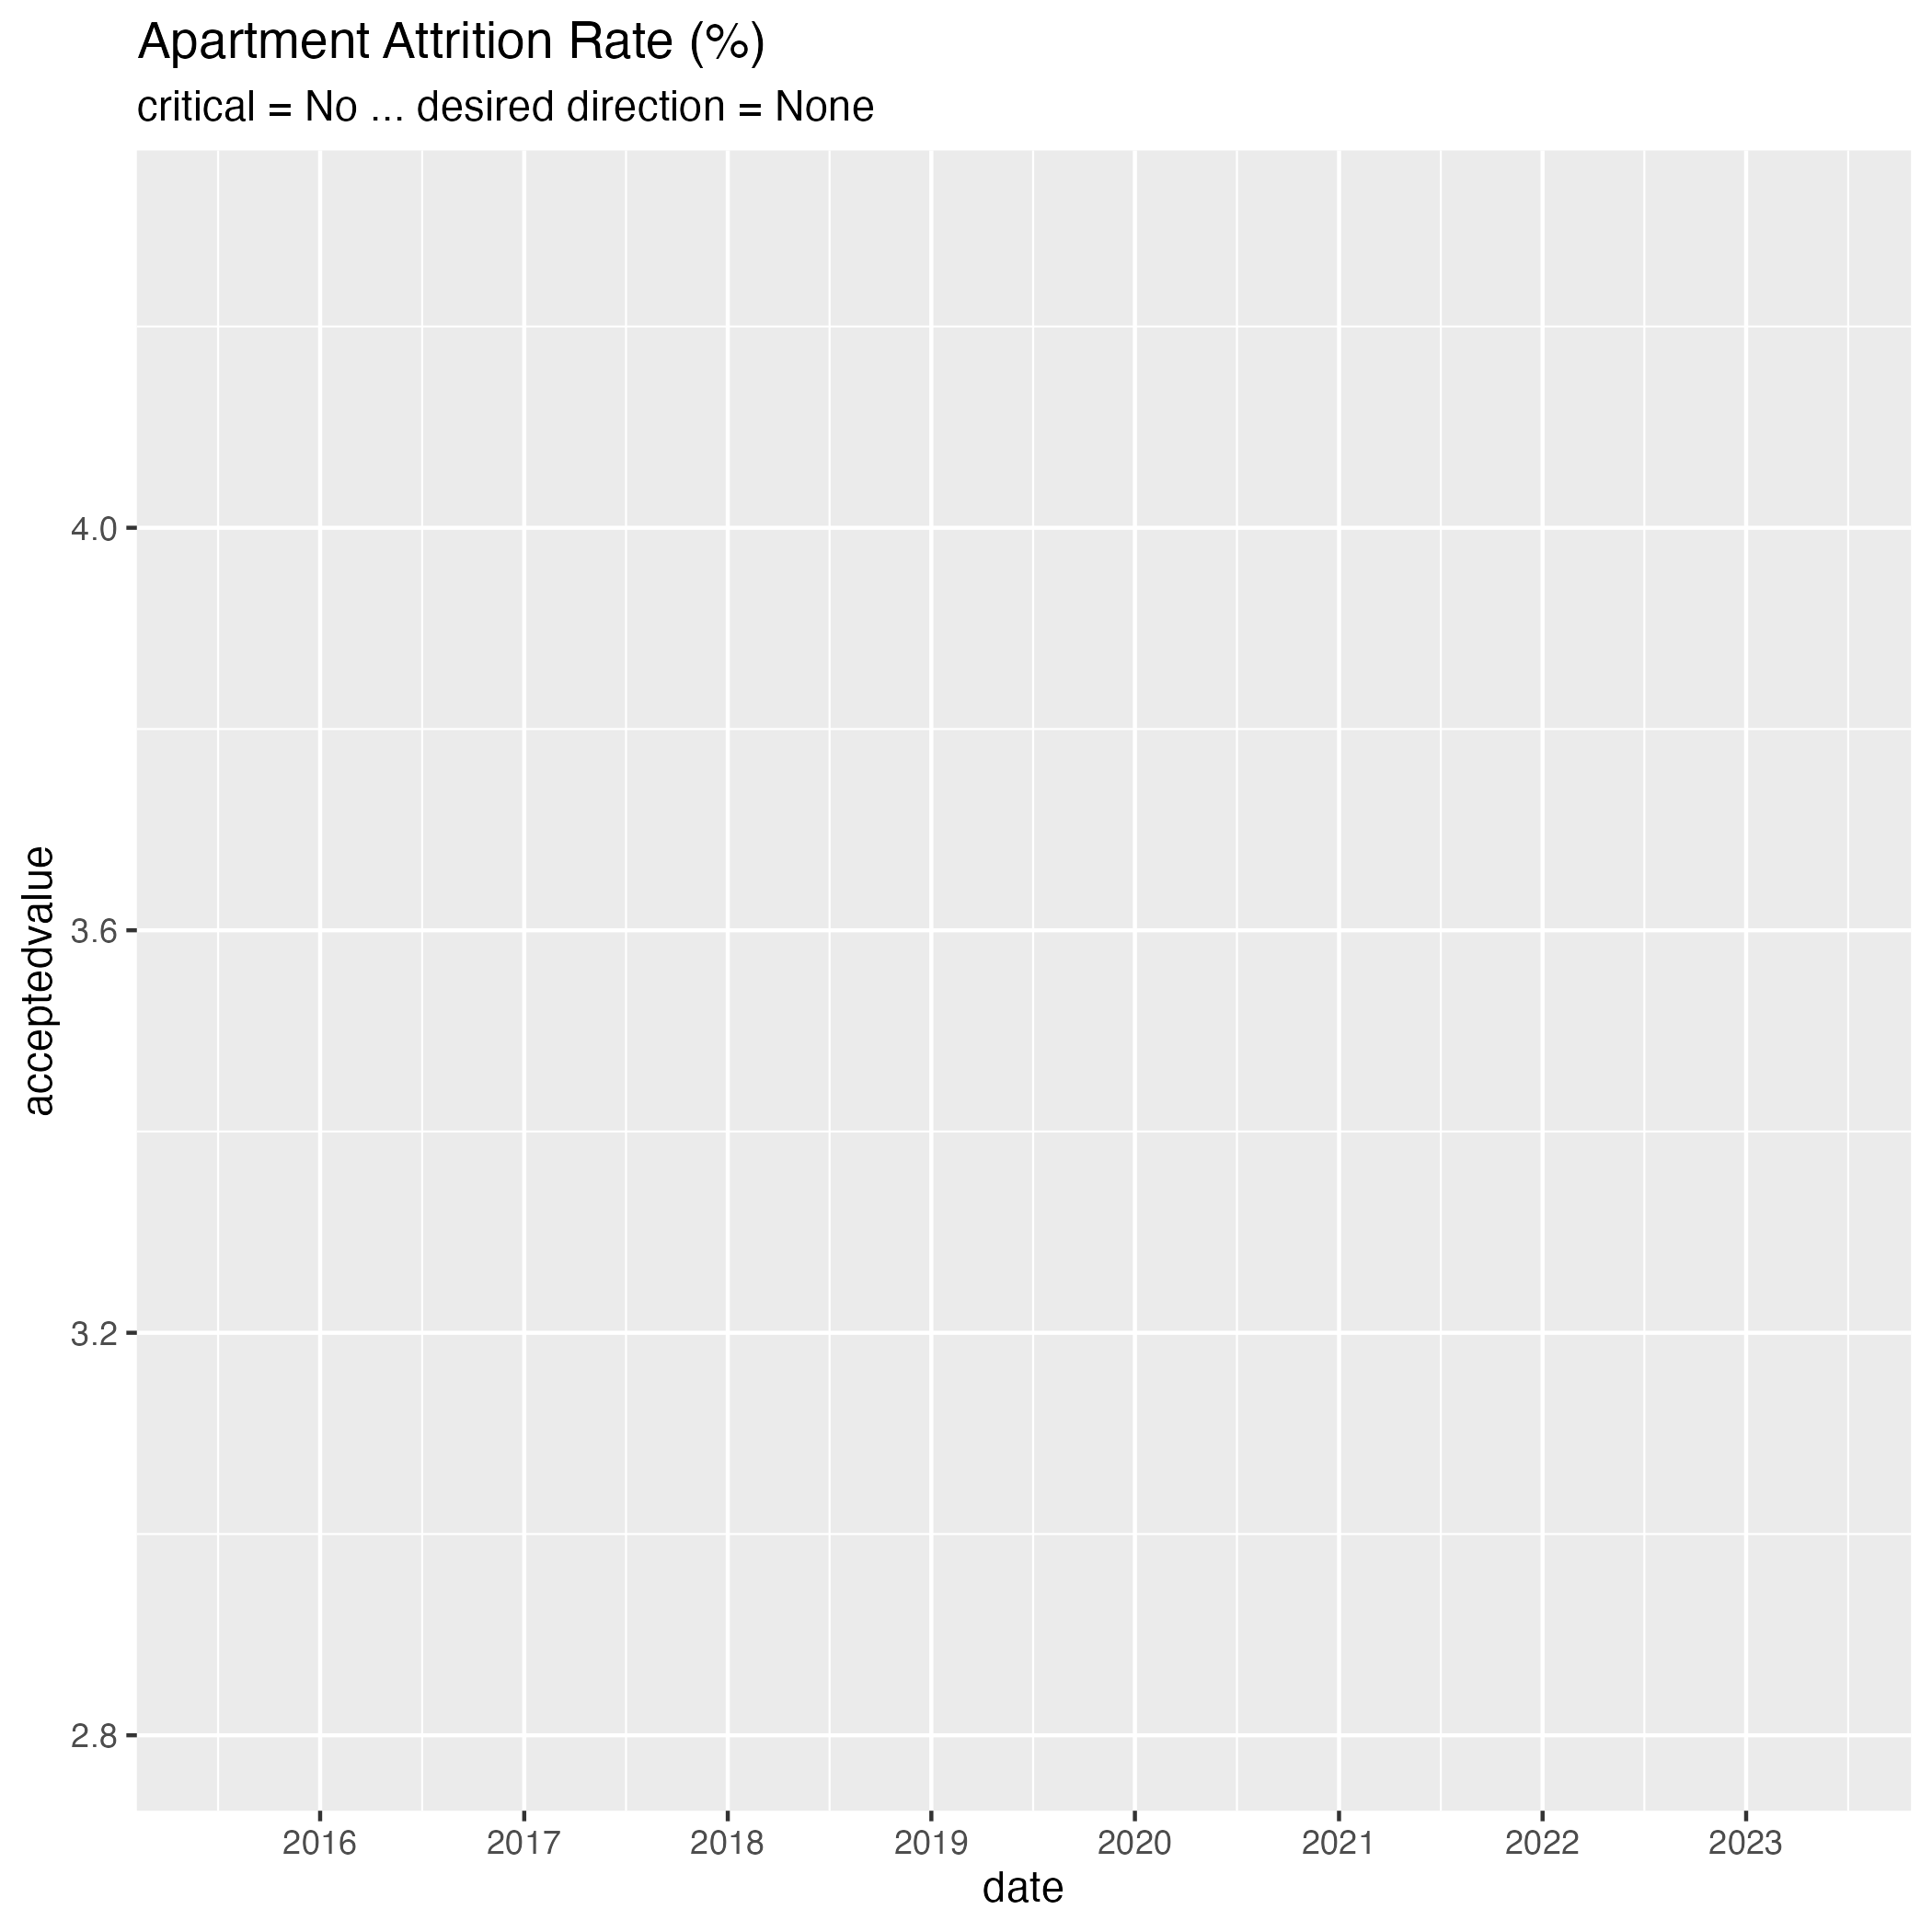 Apartment Attrition Rate (%)
critical = No ... desired direction = None
acceptedvalue
4.0
3.6
3.2
2.8
2016 2017 2018 2019 2020 2021 2022 2023
date